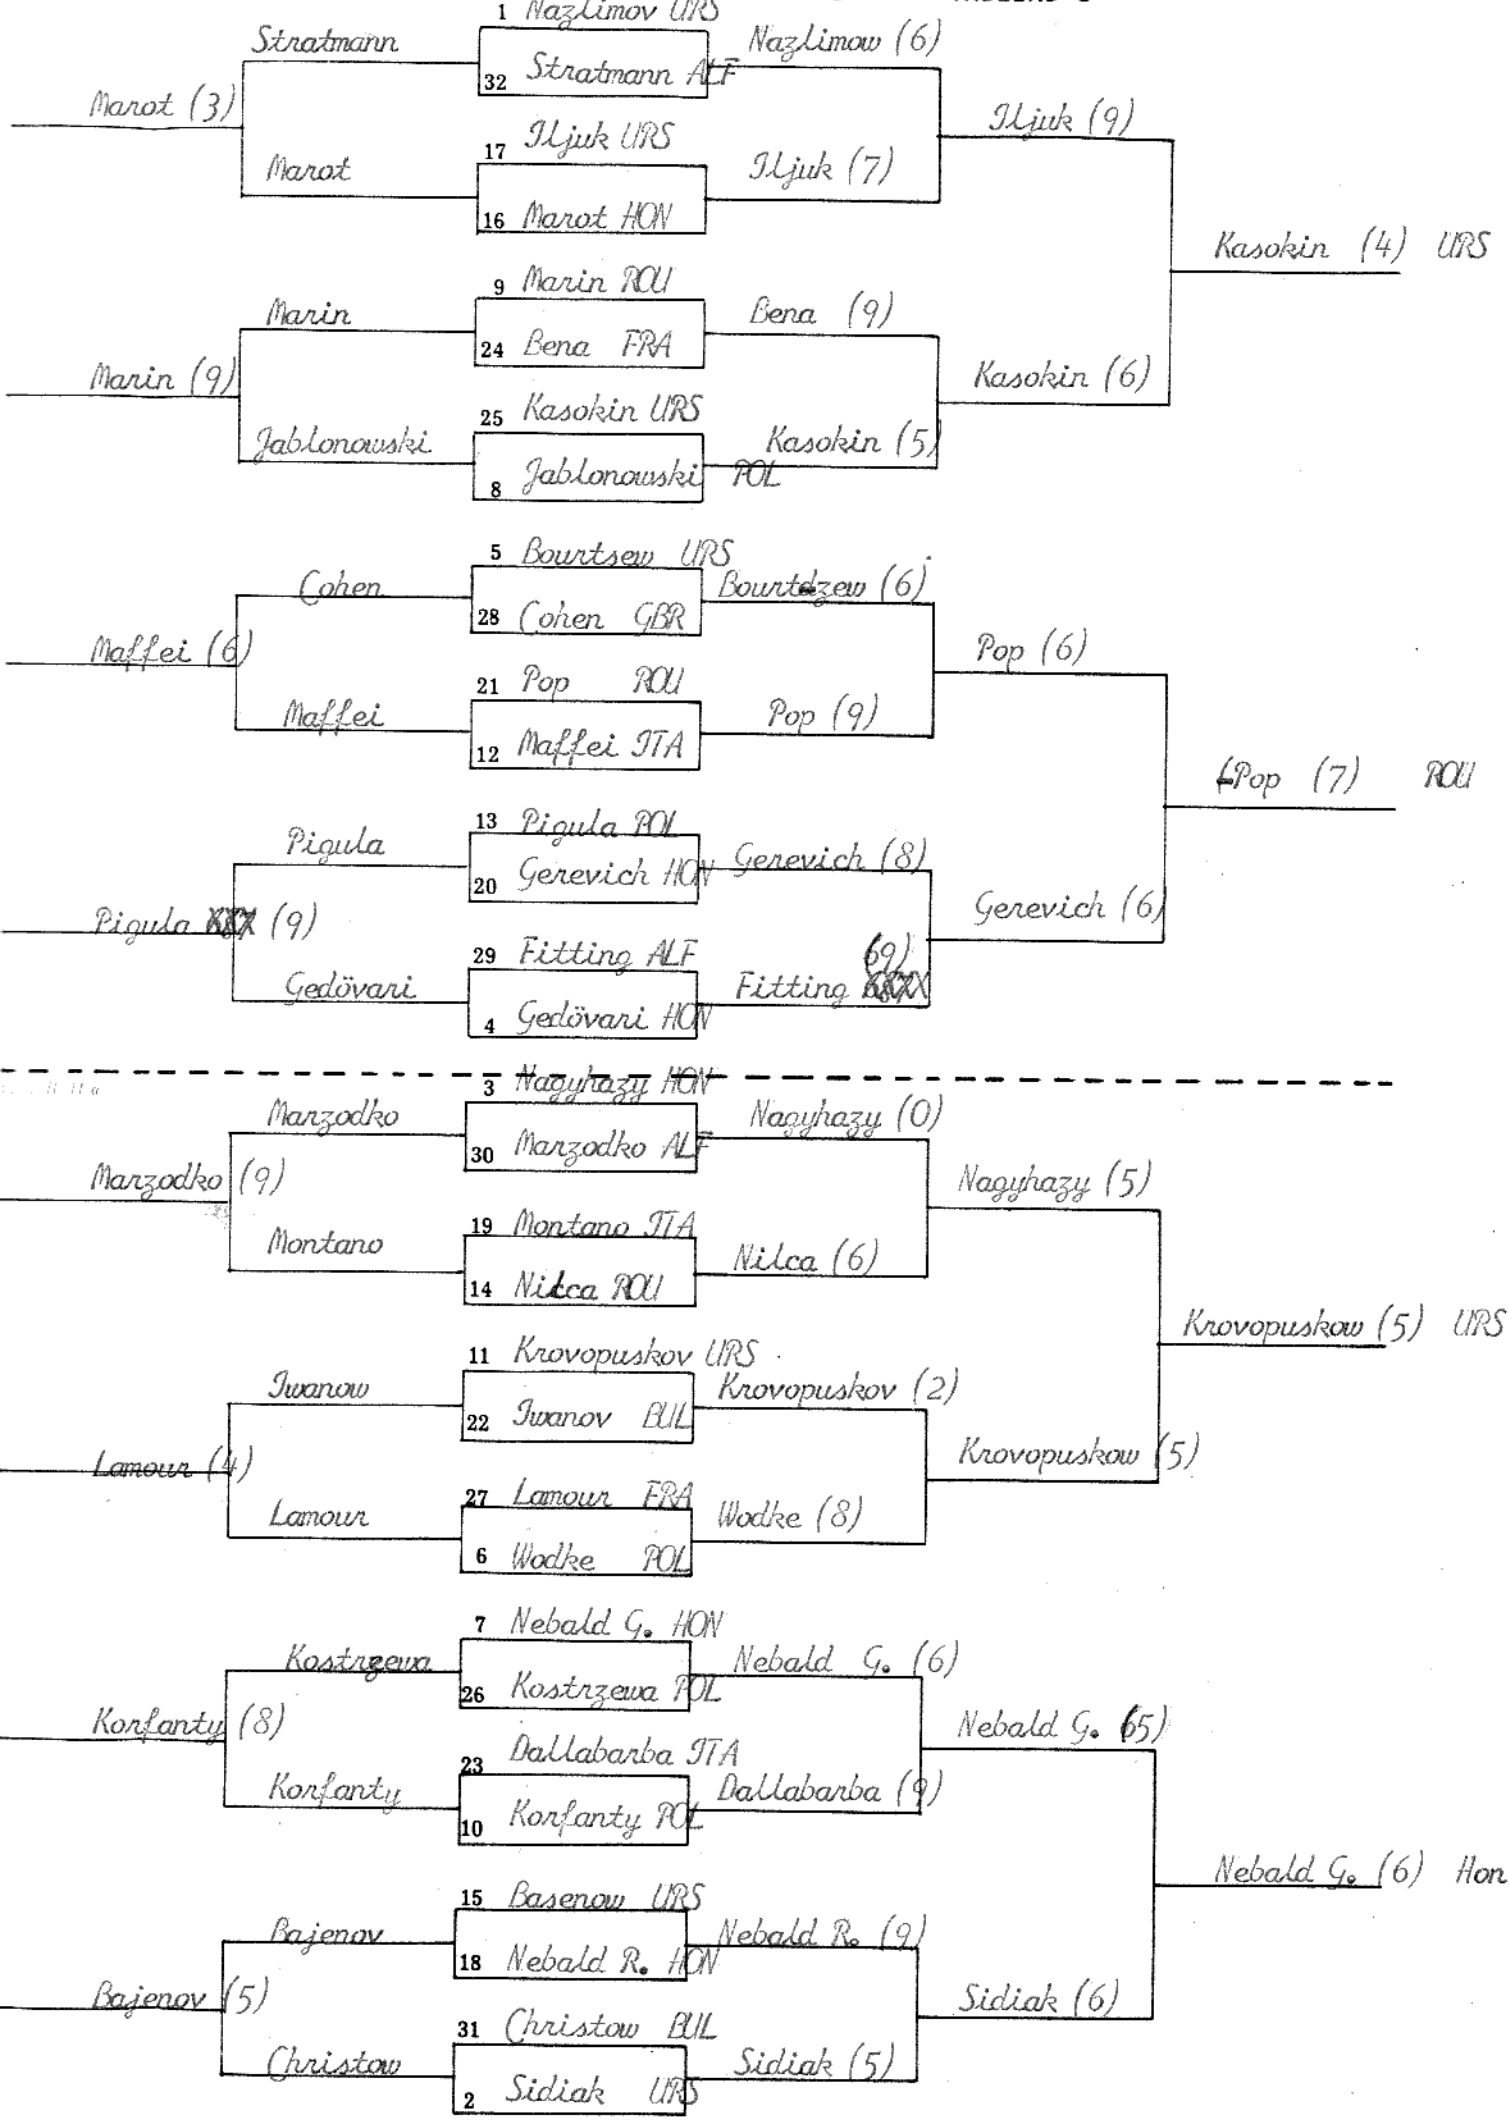 1 Nazlimov URS
Stratmann
Nazlimow (6)
32 Stratmann ALF
Marot (3)
Iljuk (9)
17 Iljuk URS
Marot
Iljuk (7)
16 Marot HON
Kasokin (4) URS
9 Marin ROU
Marin
Bena (9)
24 Bena FRA
Marin (9)
Kasokin (6)
25 Kasokin URS
Jablonowski
Kasokin (5)
8 Jablonowski POL
5 Bourtsew URS
Cohen
Bourtdzew (6)
28 Cohen GBR
Maffei (6)
Pop (6)
21 Pop ROU
Maffei
Pop (9)
12 Maffei ITA
Pop (7) ROU
13 Pigula POL
Pigula
Gerevich (8)
20 Gerevich HON
Pigula (9)
Gerevich (6)
29 Fitting ALF
(69)
Gedövari
Fitting
4 Gedövari HON
3 Nagyhazy HON
Marzodko
Nagyhazy (0)
30 Marzodko ALF
Marzodko (9)
Nagyhazy (5)
19 Montano ITA
Montano
Nilca (6)
14 Nilcca ROU
Krovopuskow (5) URS
11 Krovopuskov URS
Iwanow
Krovopuskov (2)
22 Iwanov BUL
Lamour (4)
Krovopuskow (5)
27 Lamour FRA
Lamour
Wodke (8)
6 Wodke POL
7 Nebald G. HON
Kostrzewa
Nebald G. (6)
26 Kostrzewa POL
Korfanty (8)
Nebald G. (65)
23 Dallabarba ITA
Korfanty
Dallabarba (9)
10 Korfanty POL
Nebald G. (6) Hon
15 Basenow URS
Bajenov
Nebald R. (9)
18 Nebald R. HON
Bajenov (5)
Sidiak (6)
31 Christow BUL
Christow
Sidiak (5)
2 Sidiak URS